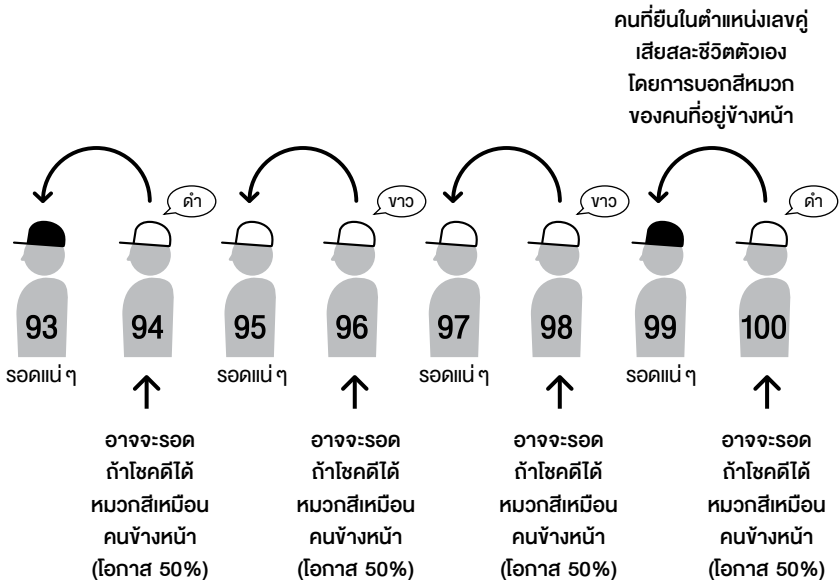 คนที่ยืนในตำแหน่งเลขคู่
เสียสละชีวิตตัวเอง
โดยการบอกสีหมวก
ของคนที่อยู่ข้างหน้า
ดำ
ขาว
ขาว
ดำ
93 94 95 96 97 98 99 100
รอดแน่ ๆ รอดแน่ ๆ รอดแน่ ๆ รอดแน่ ๆ
อาจจะรอด
ถ้าโชคดีได้
หมวกสีเหมือน
คนข้างหน้า
(โอกาส 50%)
อาจจะรอด
ถ้าโชคดีได้
หมวกสีเหมือน
คนข้างหน้า
(โอกาส 50%)
อาจจะรอด
ถ้าโชคดีได้
หมวกสีเหมือน
คนข้างหน้า
(โอกาส 50%)
อาจจะรอด
ถ้าโชคดีได้
หมวกสีเหมือน
คนข้างหน้า
(โอกาส 50%)